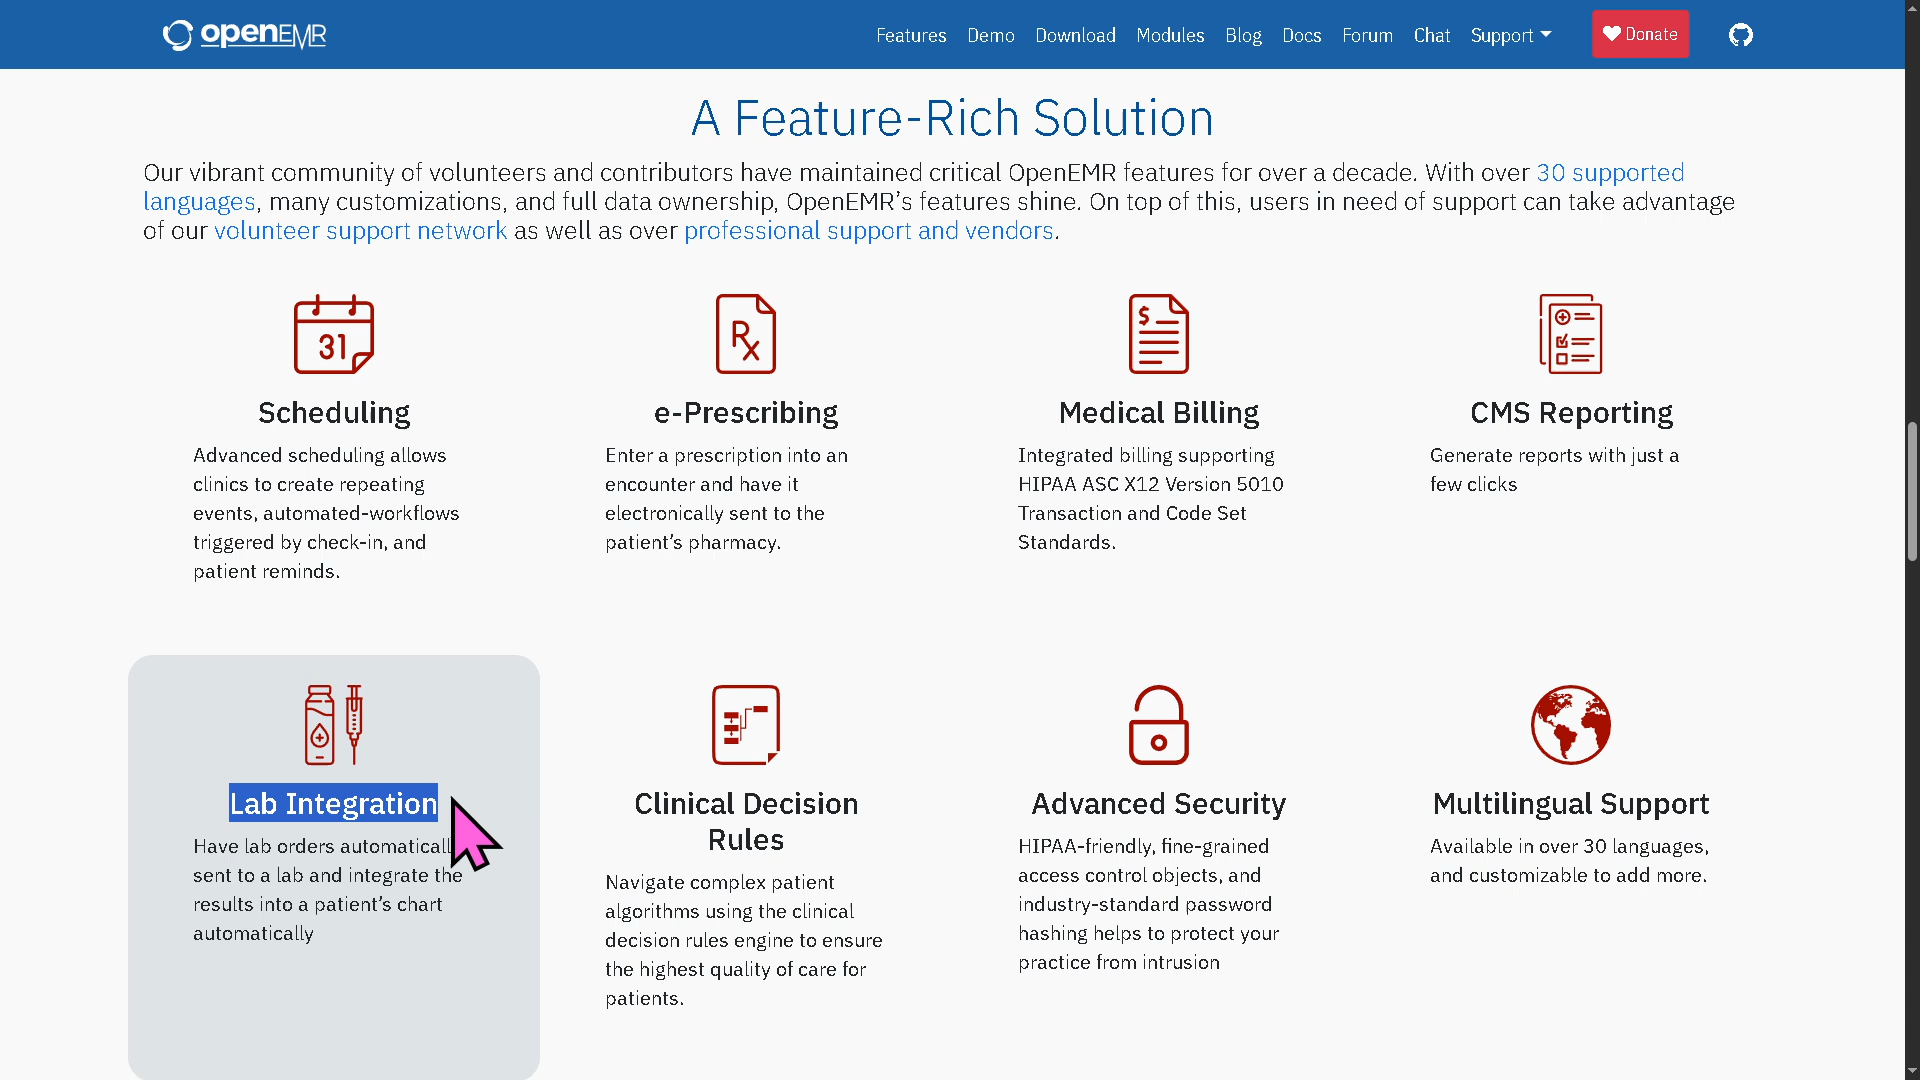 openEMR
Features Demo Download Modules Blog Docs Forum Chat Support Donate
A Feature-Rich Solution
Our vibrant community of volunteers and contributors have maintained critical OpenEMR features for over a decade. With over 30 supported
languages, many customizations, and full data ownership, OpenEMR’s features shine. On top of this, users in need of support can take advantage
of our volunteer support network as well as over professional support and vendors.
31
Rx
$
Scheduling
Advanced scheduling allows
clinics to create repeating
events, automated-workflows
triggered by check-in, and
patient reminds.
e-Prescribing
Enter a prescription into an
encounter and have it
electronically sent to the
patient’s pharmacy.
Medical Billing
Integrated billing supporting
HIPAA ASC X12 Version 5010
Transaction and Code Set
Standards.
CMS Reporting
Generate reports with just a
few clicks
Lab Integration
Have lab orders automaticall
sent to a lab and integrate the
results into a patient’s chart
automatically
Clinical Decision
Rules
Navigate complex patient
algorithms using the clinical
decision rules engine to ensure
the highest quality of care for
patients.
Advanced Security
HIPAA-friendly, fine-grained
access control objects, and
industry-standard password
hashing helps to protect your
practice from intrusion
Multilingual Support
Available in over 30 languages,
and customizable to add more.